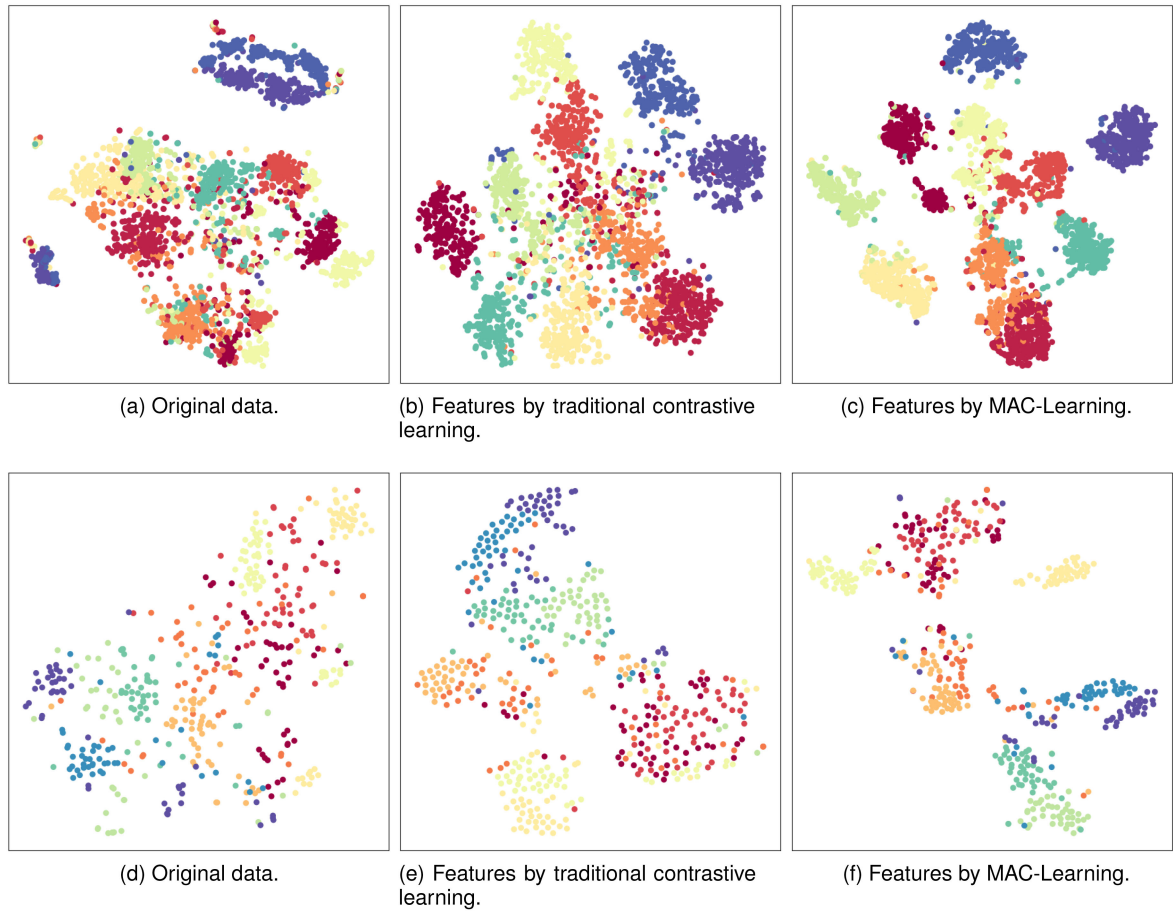 (a) Original data.
(b) Features by traditional contrastive
learning.
(c) Features by MAC-Learning.
(d) Original data.
(e) Features by traditional contrastive
learning.
(f) Features by MAC-Learning.